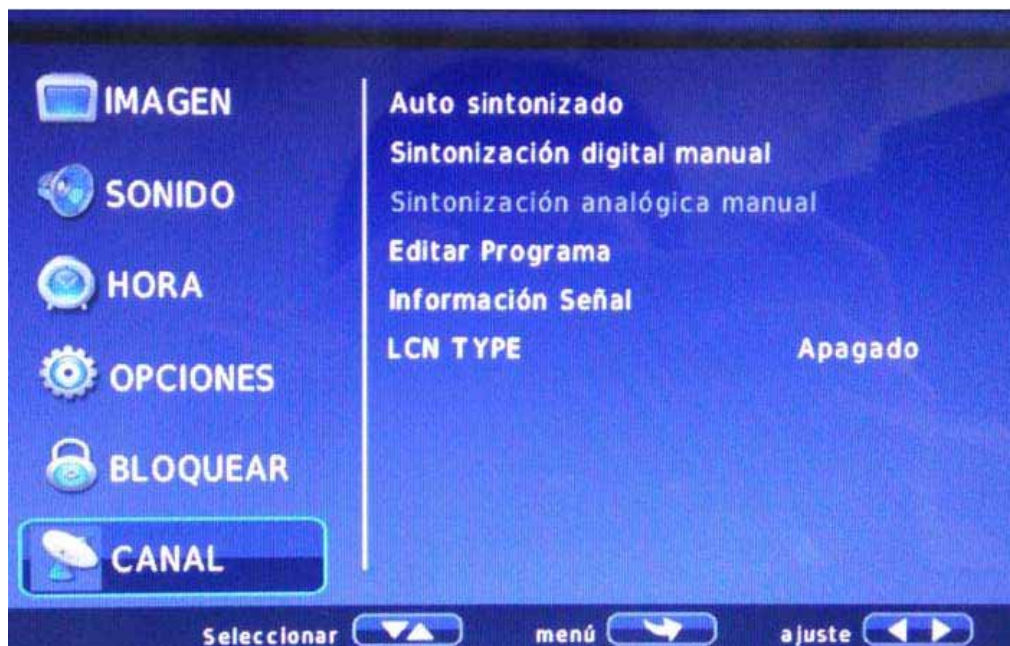 IMAGEN
SONIDO
HORA
OPCIONES
BLOQUEAR
CANAL
Auto sintonizado
Sintonización digital manual
Sintonización analógica manual
Editar Programa
Información Señal
LCN TYPE Apagado
Seleccionar menú ajuste